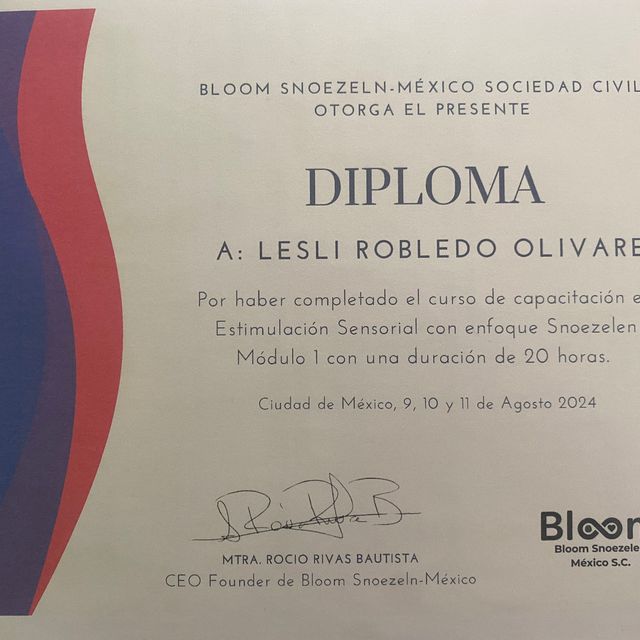 BLOOM SNOEZELN-MÉXICO SOCIEDAD CIVIL
OTORGA EL PRESENTE
DIPLOMA
A: LESLI ROBLEDO OLIVARE
Por haber completado el curso de capacitación e
Estimulación Sensorial con enfoque Snoezelen
Módulo 1 con una duración de 20 horas.
Ciudad de México, 9, 10 y 11 de Agosto 2024
MTRA. ROCIO RIVAS BAUTISTA
CEO Founder de Bloom Snoezeln-México
Bloom
Bloom Snoezele
México S.C.